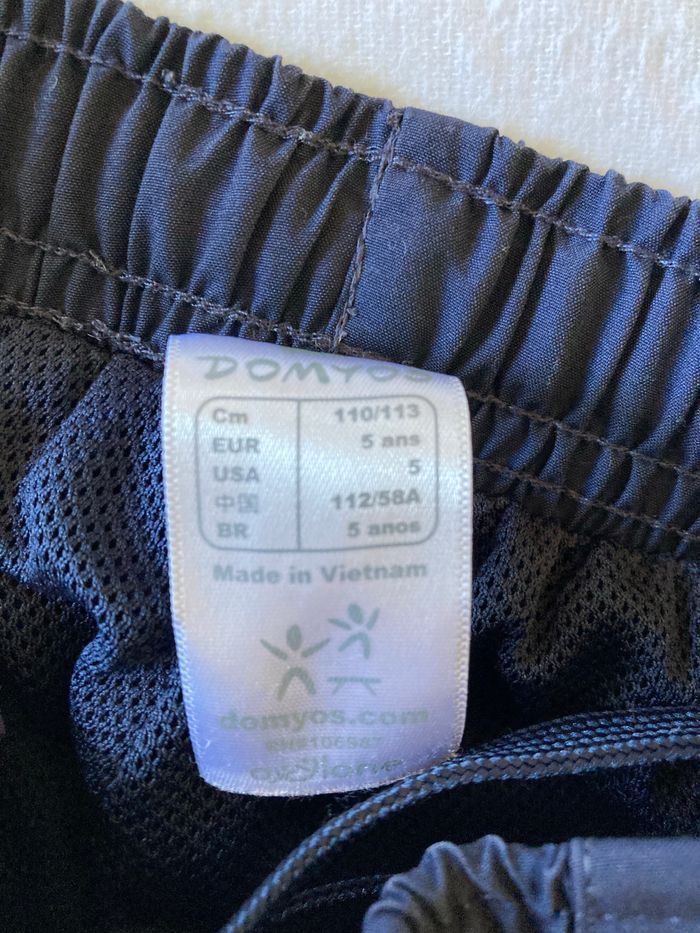 DOMYOS
Cm 110/113
EUR 5 ans
USA 5
中国 112/58A
BR 5 anos
Made in Vietnam
domyos.com
oxylane